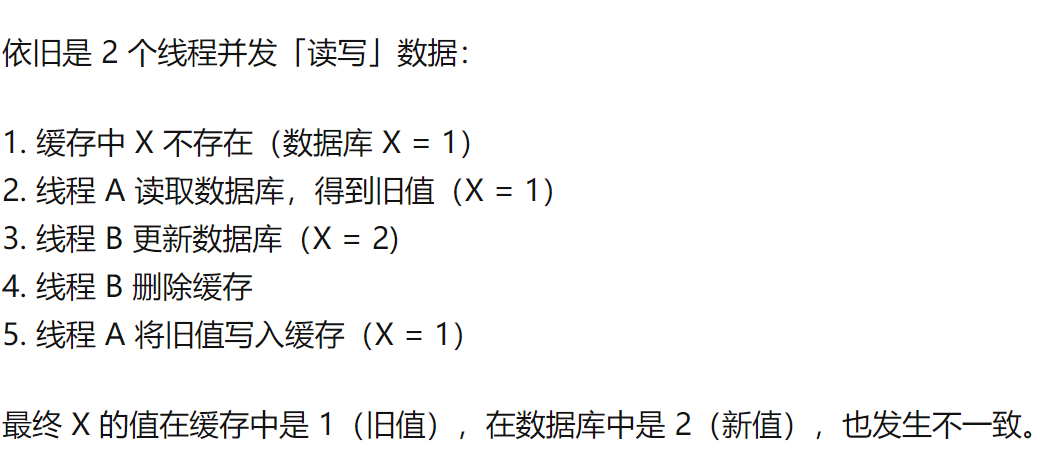 依旧是 2 个线程并发「读写」数据：
1. 缓存中 X 不存在（数据库 X = 1）
2. 线程 A 读取数据库，得到旧值（X = 1）
3. 线程 B 更新数据库（X = 2)
4. 线程 B 删除缓存
5. 线程 A 将旧值写入缓存（X = 1）
最终 X 的值在缓存中是 1（旧值），在数据库中是 2（新值），也发生不一致。